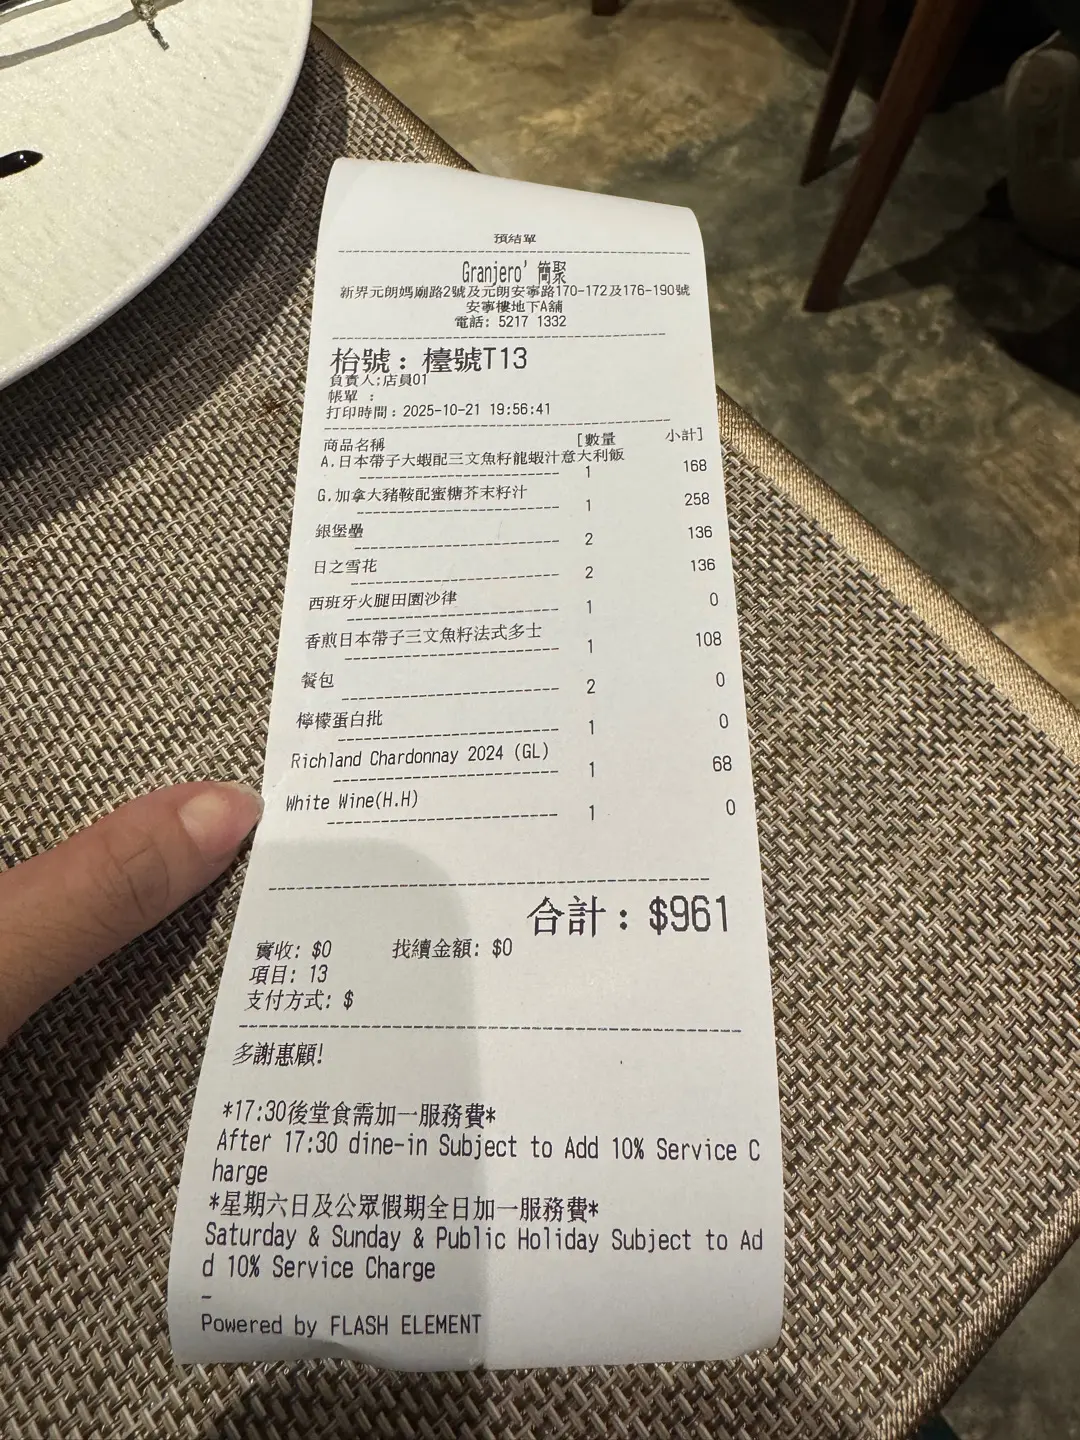 預結單
Granjero' 簡聚
新界元朗媽廟路2號及元朗安寧路170-172及176-190號
安寧樓地下A舖
電話: 5217 1332
枱號: 檯號T13
負責人:店員01
帳單 :
打印時間: 2025-10-21 19:56:41
商品名稱 [數量 小計]
A.日本帶子大蝦配三文魚籽龍蝦汁意大利飯
1 168
G.加拿大豬鞍配蜜糖芥末籽汁
1 258
銀堡壘
2 136
日之雪花
2 136
西班牙火腿田園沙律
1 0
香煎日本帶子三文魚籽法式多士
1 108
餐包
2 0
檸檬蛋白批
1 0
Richland Chardonnay 2024 (GL)
1 68
White Wine(H.H)
1 0
合計: $961
實收: $0 找續金額: $0
項目: 13
支付方式: $
多謝惠顧!
*17:30後堂食需加一服務費*
After 17:30 dine-in Subject to Add 10% Service C
harge
*星期六日及公眾假期全日加一服務費*
Saturday & Sunday & Public Holiday Subject to Ad
d 10% Service Charge
-
Powered by FLASH ELEMENT